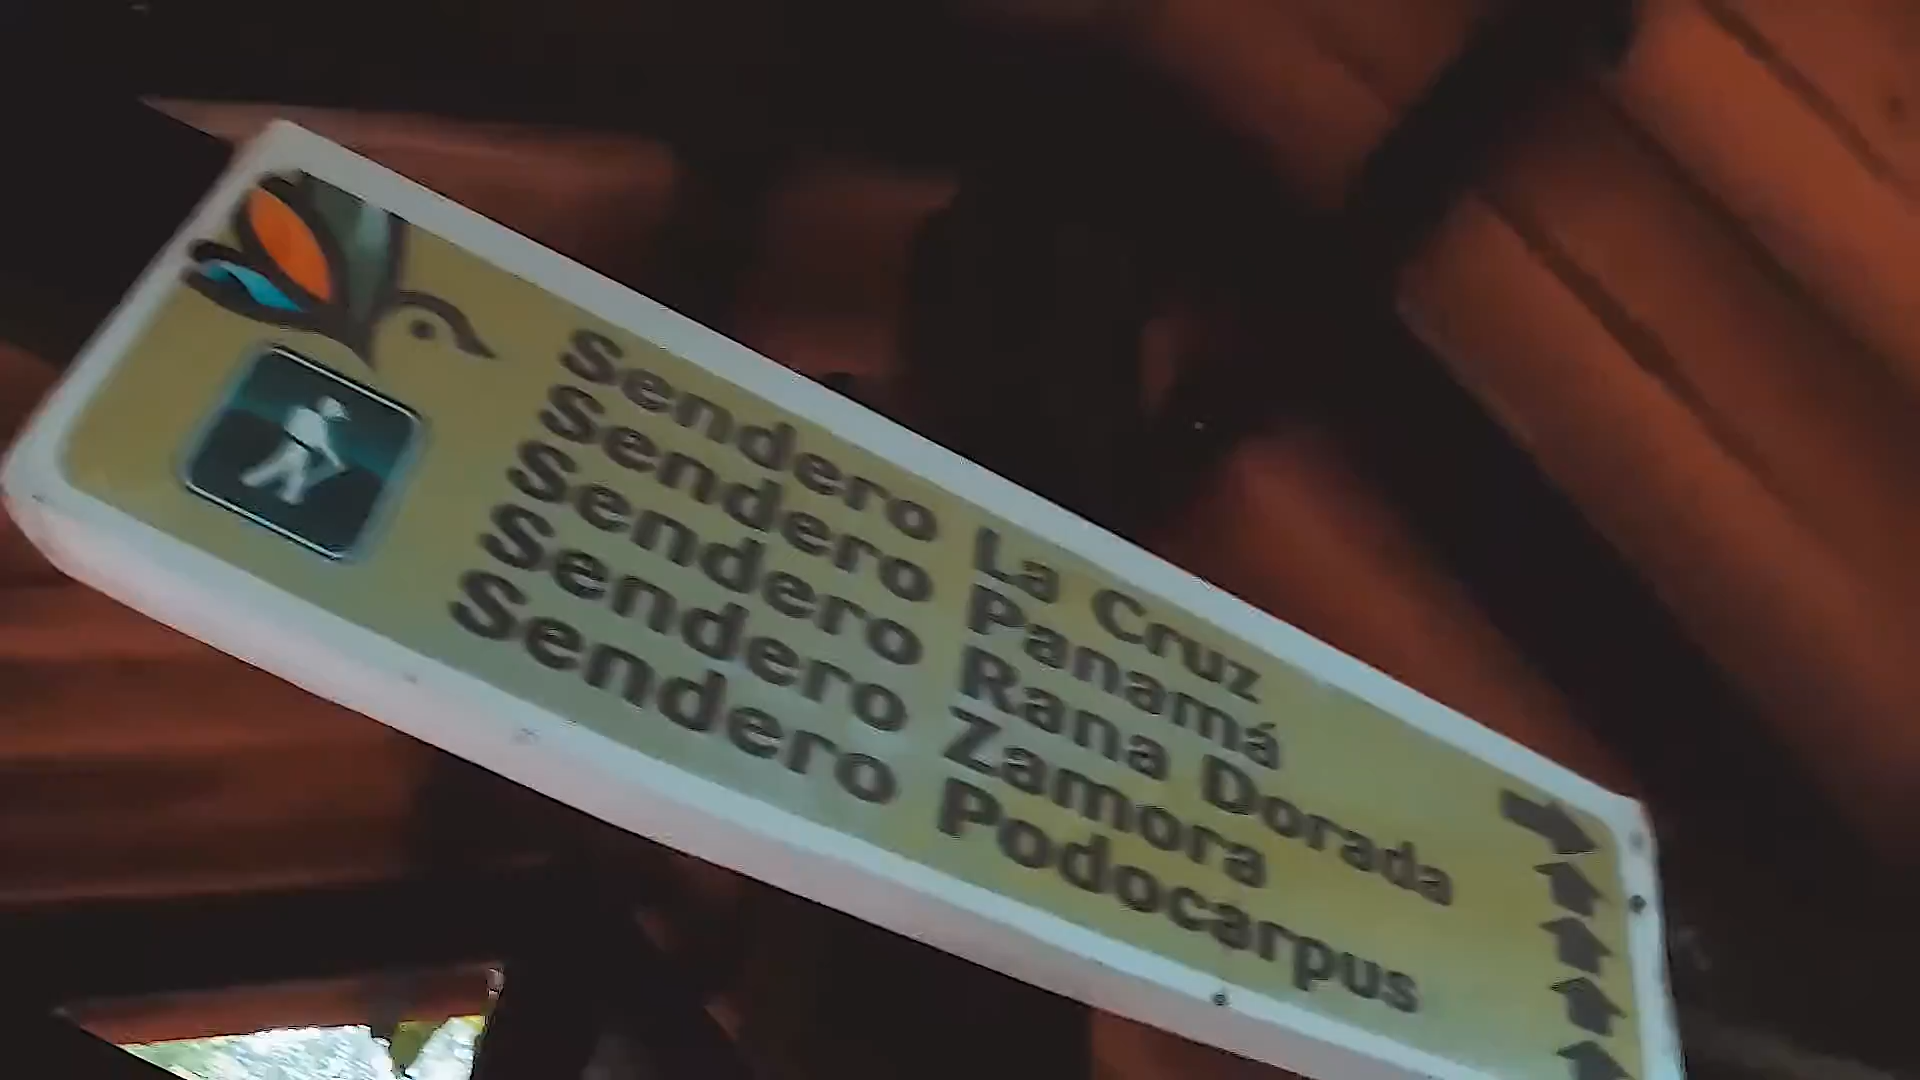 Sendero La Cruz
Sendero Panamá
Sendero Rana Dorada
Sendero Zamora
Sendero Podocarpus